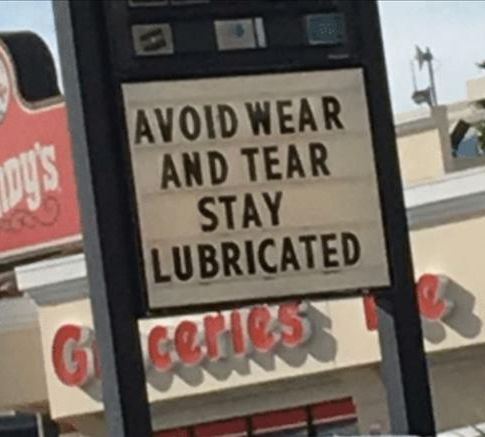 AVOID WEAR
AND TEAR
STAY
LUBRICATED